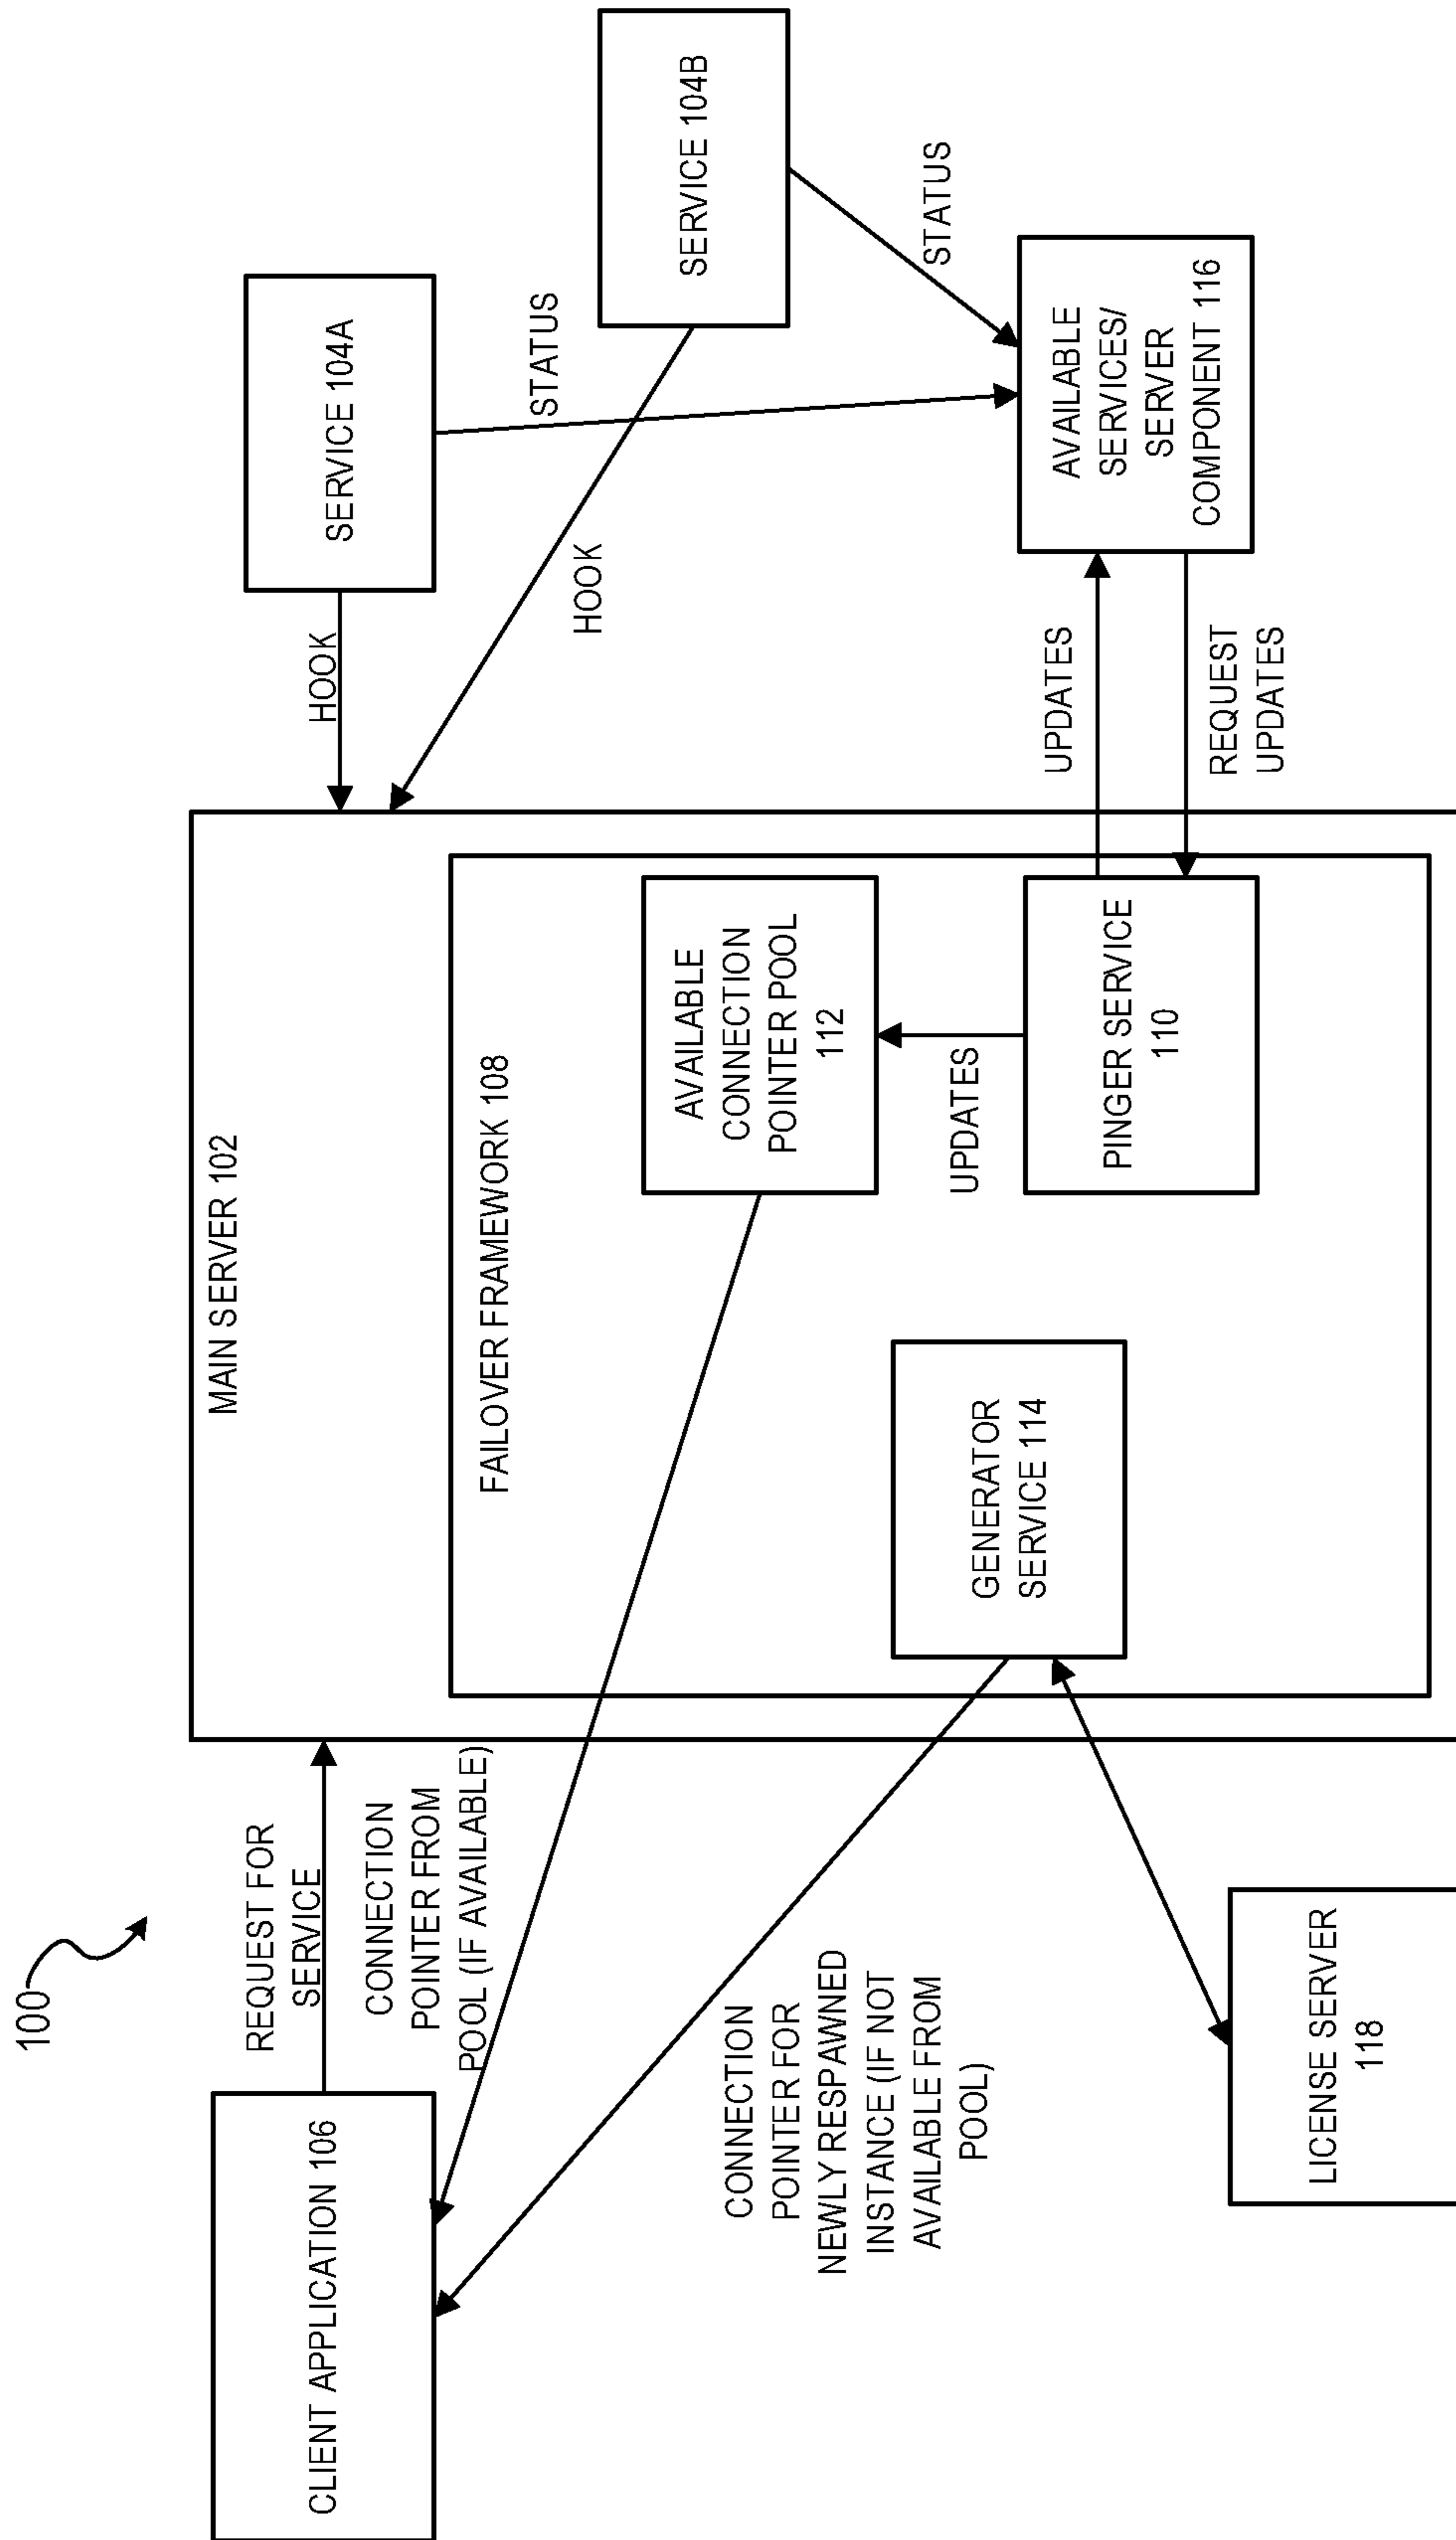 100
CLIENT APPLICATION 106
REQUEST FOR
SERVICE
CONNECTION
POINTER FROM
POOL (IF AVAILABLE)
CONNECTION
POINTER FOR
NEWLY RESPAWNED
INSTANCE (IF NOT
AVAILABLE FROM
POOL)
LICENSE SERVER
118
MAIN SERVER 102
FAILOVER FRAMEWORK 108
GENERATOR
SERVICE 114
AVAILABLE
CONNECTION
POINTER POOL
112
UPDATES
PINGER SERVICE
110
HOOK
HOOK
UPDATES
REQUEST
UPDATES
SERVICE 104A
STATUS
SERVICE 104B
STATUS
AVAILABLE
SERVICES/
SERVER
COMPONENT 116